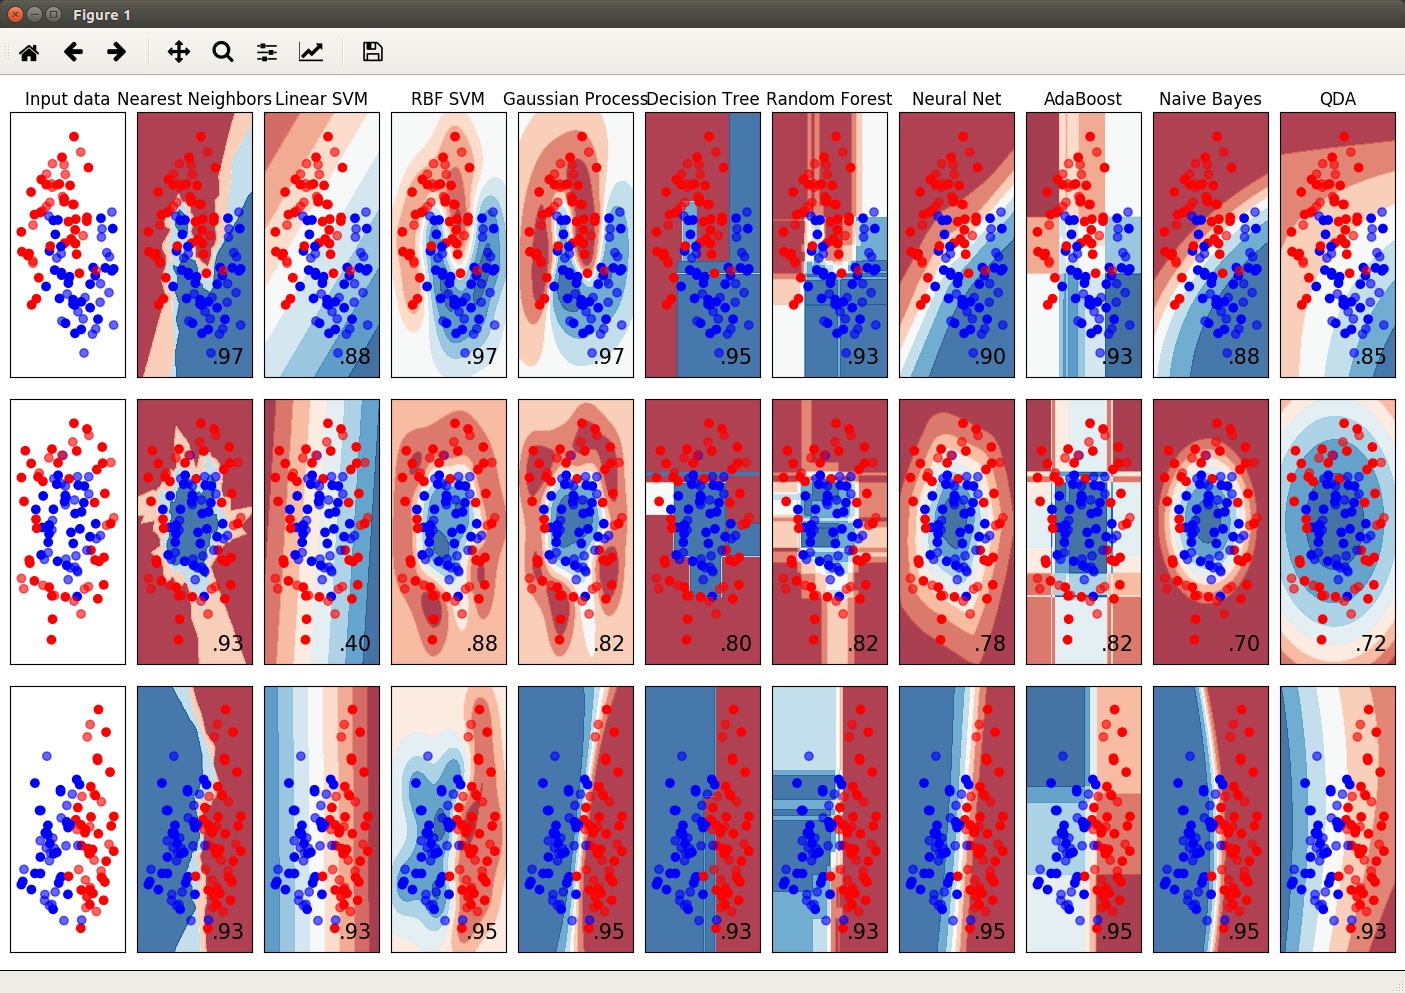 Figure 1
Input data Nearest Neighbors Linear SVM RBF SVM Gaussian Process Decision Tree Random Forest Neural Net AdaBoost Naive Bayes QDA
.97 .88 .97 .97 .95 .93 .90 .93 .88 .85
.93 .40 .88 .82 .80 .82 .78 .82 .70 .72
.93 .93 .95 .95 .93 .93 .95 .95 .95 .93